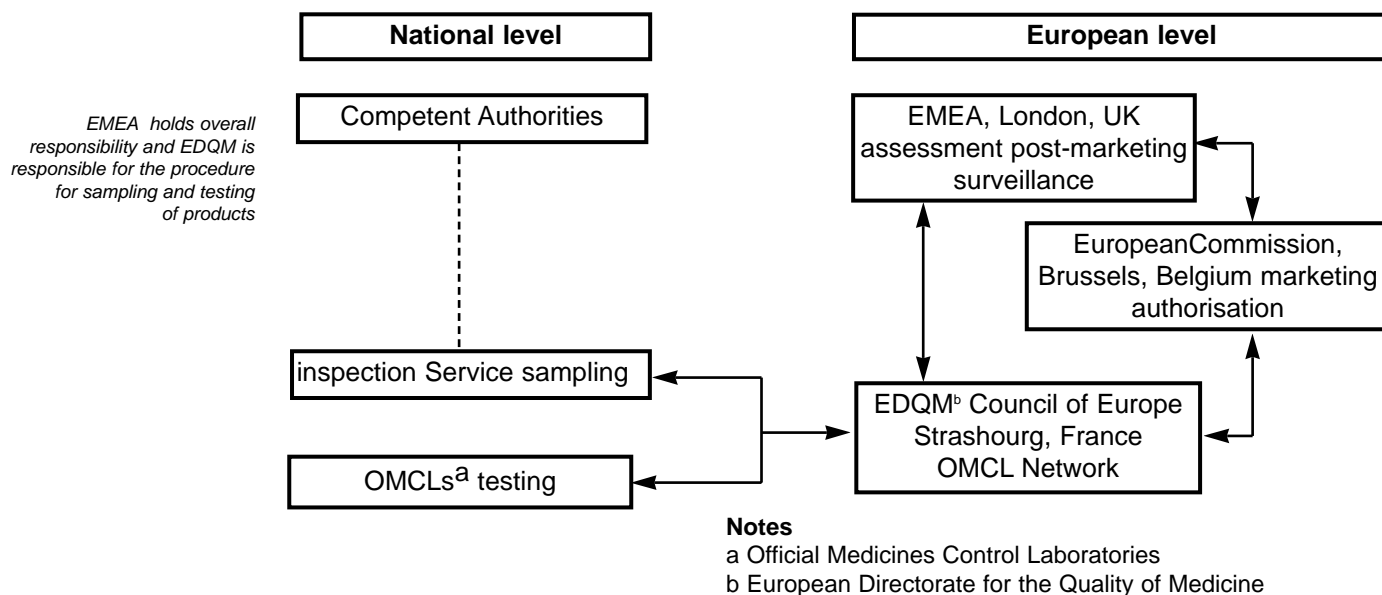 National level
European level
EMEA holds overall
responsibility and EDQM is
responsible for the procedure
for sampling and testing
of products
Competent Authorities
EMEA, London, UK
assessment post-marketing
surveillance
EuropeanCommission,
Brussels, Belgium marketing
authorisation
inspection Service sampling
EDQMᵇ Council of Europe
Strashourg, France
OMCL Network
OMCLsᵃ testing
Notes
a Official Medicines Control Laboratories
b European Directorate for the Quality of Medicine